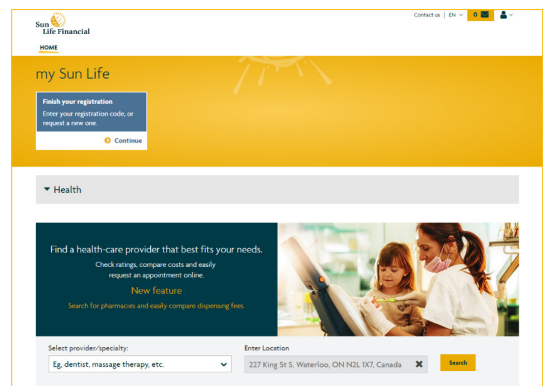 Contact us | EN 0
Sun
Life Financial
HOME
my Sun Life
Finish your registration
Enter your registration code, or
request a new one.
Continue
Health
Find a health-care provider that best fits your needs.
Check ratings, compare costs and easily
request an appointment online.
New feature
Search for pharmacies and easily compare dispensing fees.
Select provider/specialty:
Enter Location
Eg, dentist, massage therapy, etc.
227 King St S, Waterloo, ON N2L 1X7, Canada
Search